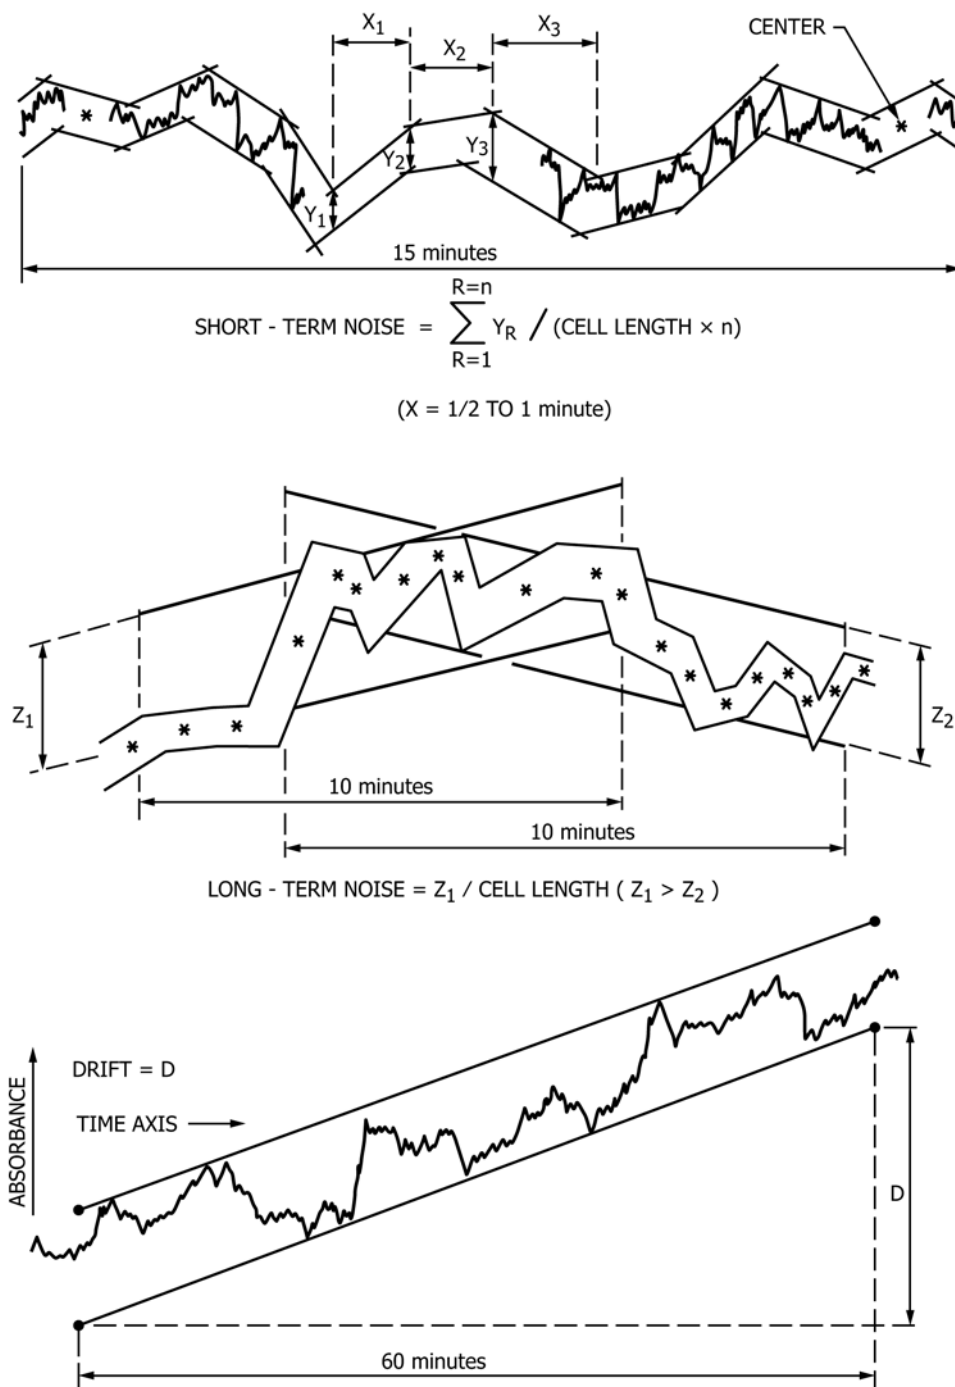 X₁
X₂
X₃
CENTER
Y₁
Y₂
Y₃
15 minutes
SHORT - TERM NOISE = ∑ R=1 R=n Y_R / (CELL LENGTH × n)
(X = 1/2 TO 1 minute)
Z₁
Z₂
10 minutes
10 minutes
LONG - TERM NOISE = Z₁ / CELL LENGTH ( Z₁ > Z₂ )
DRIFT = D
TIME AXIS
ABSORBANCE
D
60 minutes